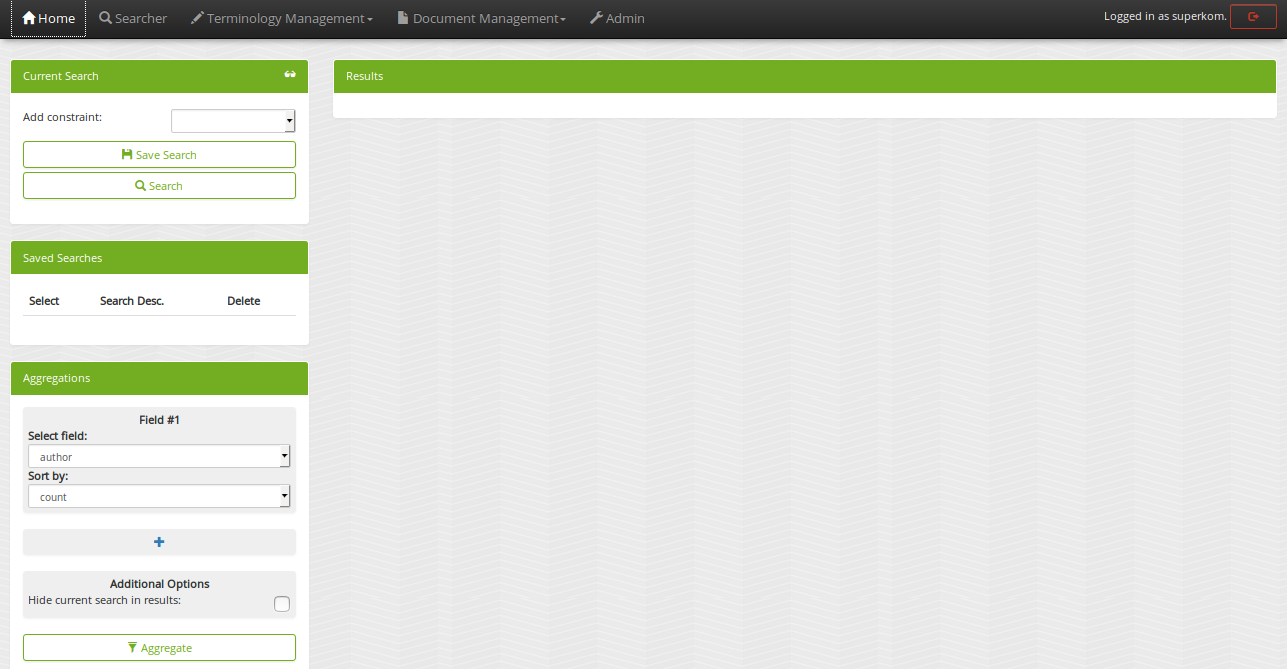 Home Searcher Terminology Management Document Management Admin Logged in as superkom.
Current Search
Add constraint:
Save Search
Search
Saved Searches
Select Search Desc. Delete
Aggregations
Field #1
Select field:
author
Sort by:
count
Additional Options
Hide current search in results:
Aggregate
Results